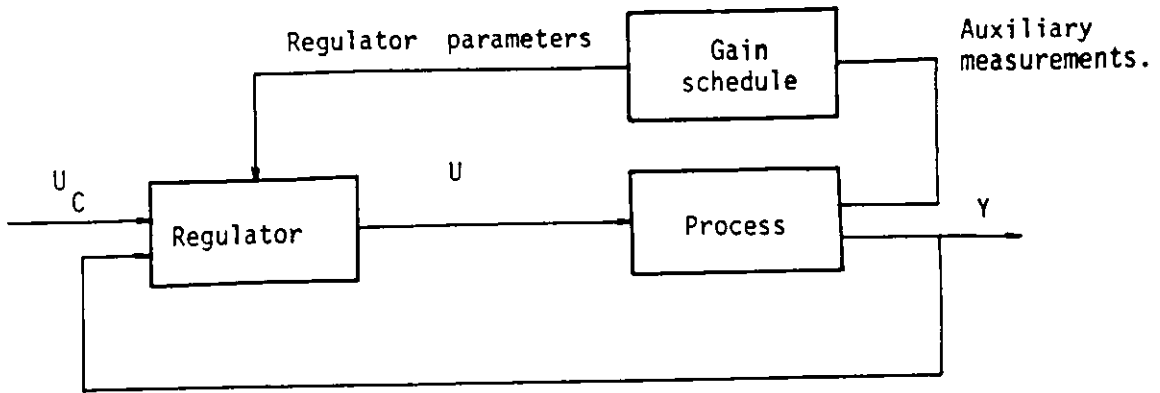 Regulator parameters
Gain
schedule
Auxiliary
measurements.
U
C
Regulator
U
Process
Y